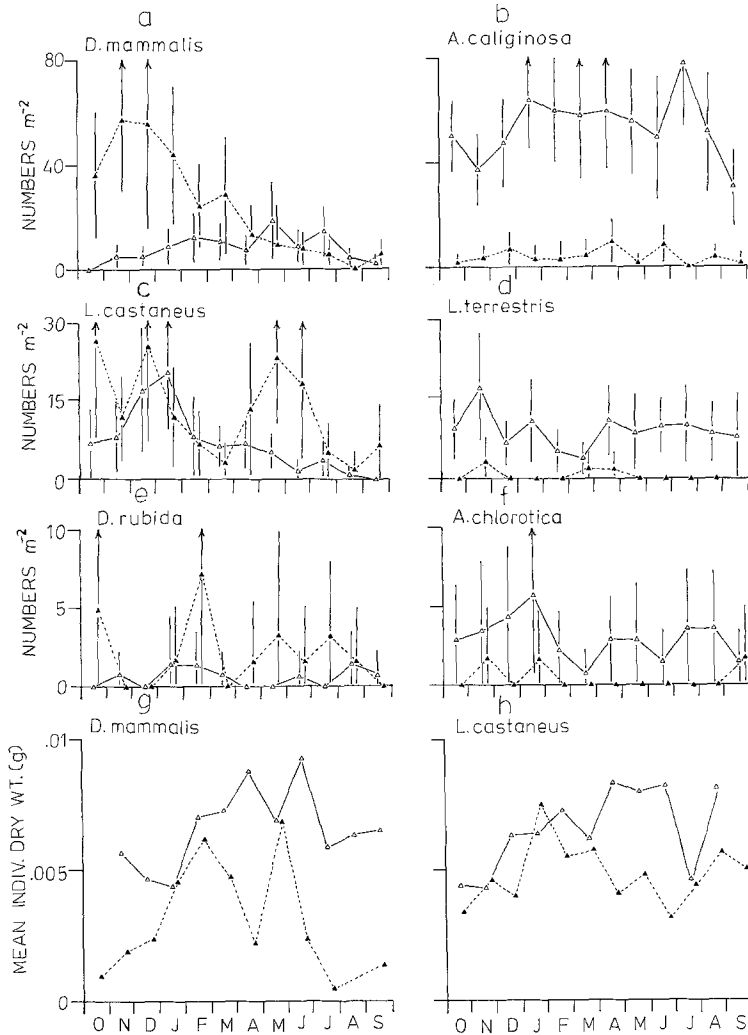 a
D. mammalis
b
A. caliginosa
80
40
0
NUMBERS m⁻²
c
L. castaneus
d
L. terrestris
30
15
0
NUMBERS m⁻²
e
D. rubida
f
A. chlorotica
10
5
0
NUMBERS m⁻²
g
D. mammalis
h
L. castaneus
.01
.005
0
MEAN INDIV. DRY WT. (g)
O N D J F M A M J J A S
O N D J F M A M J J A S